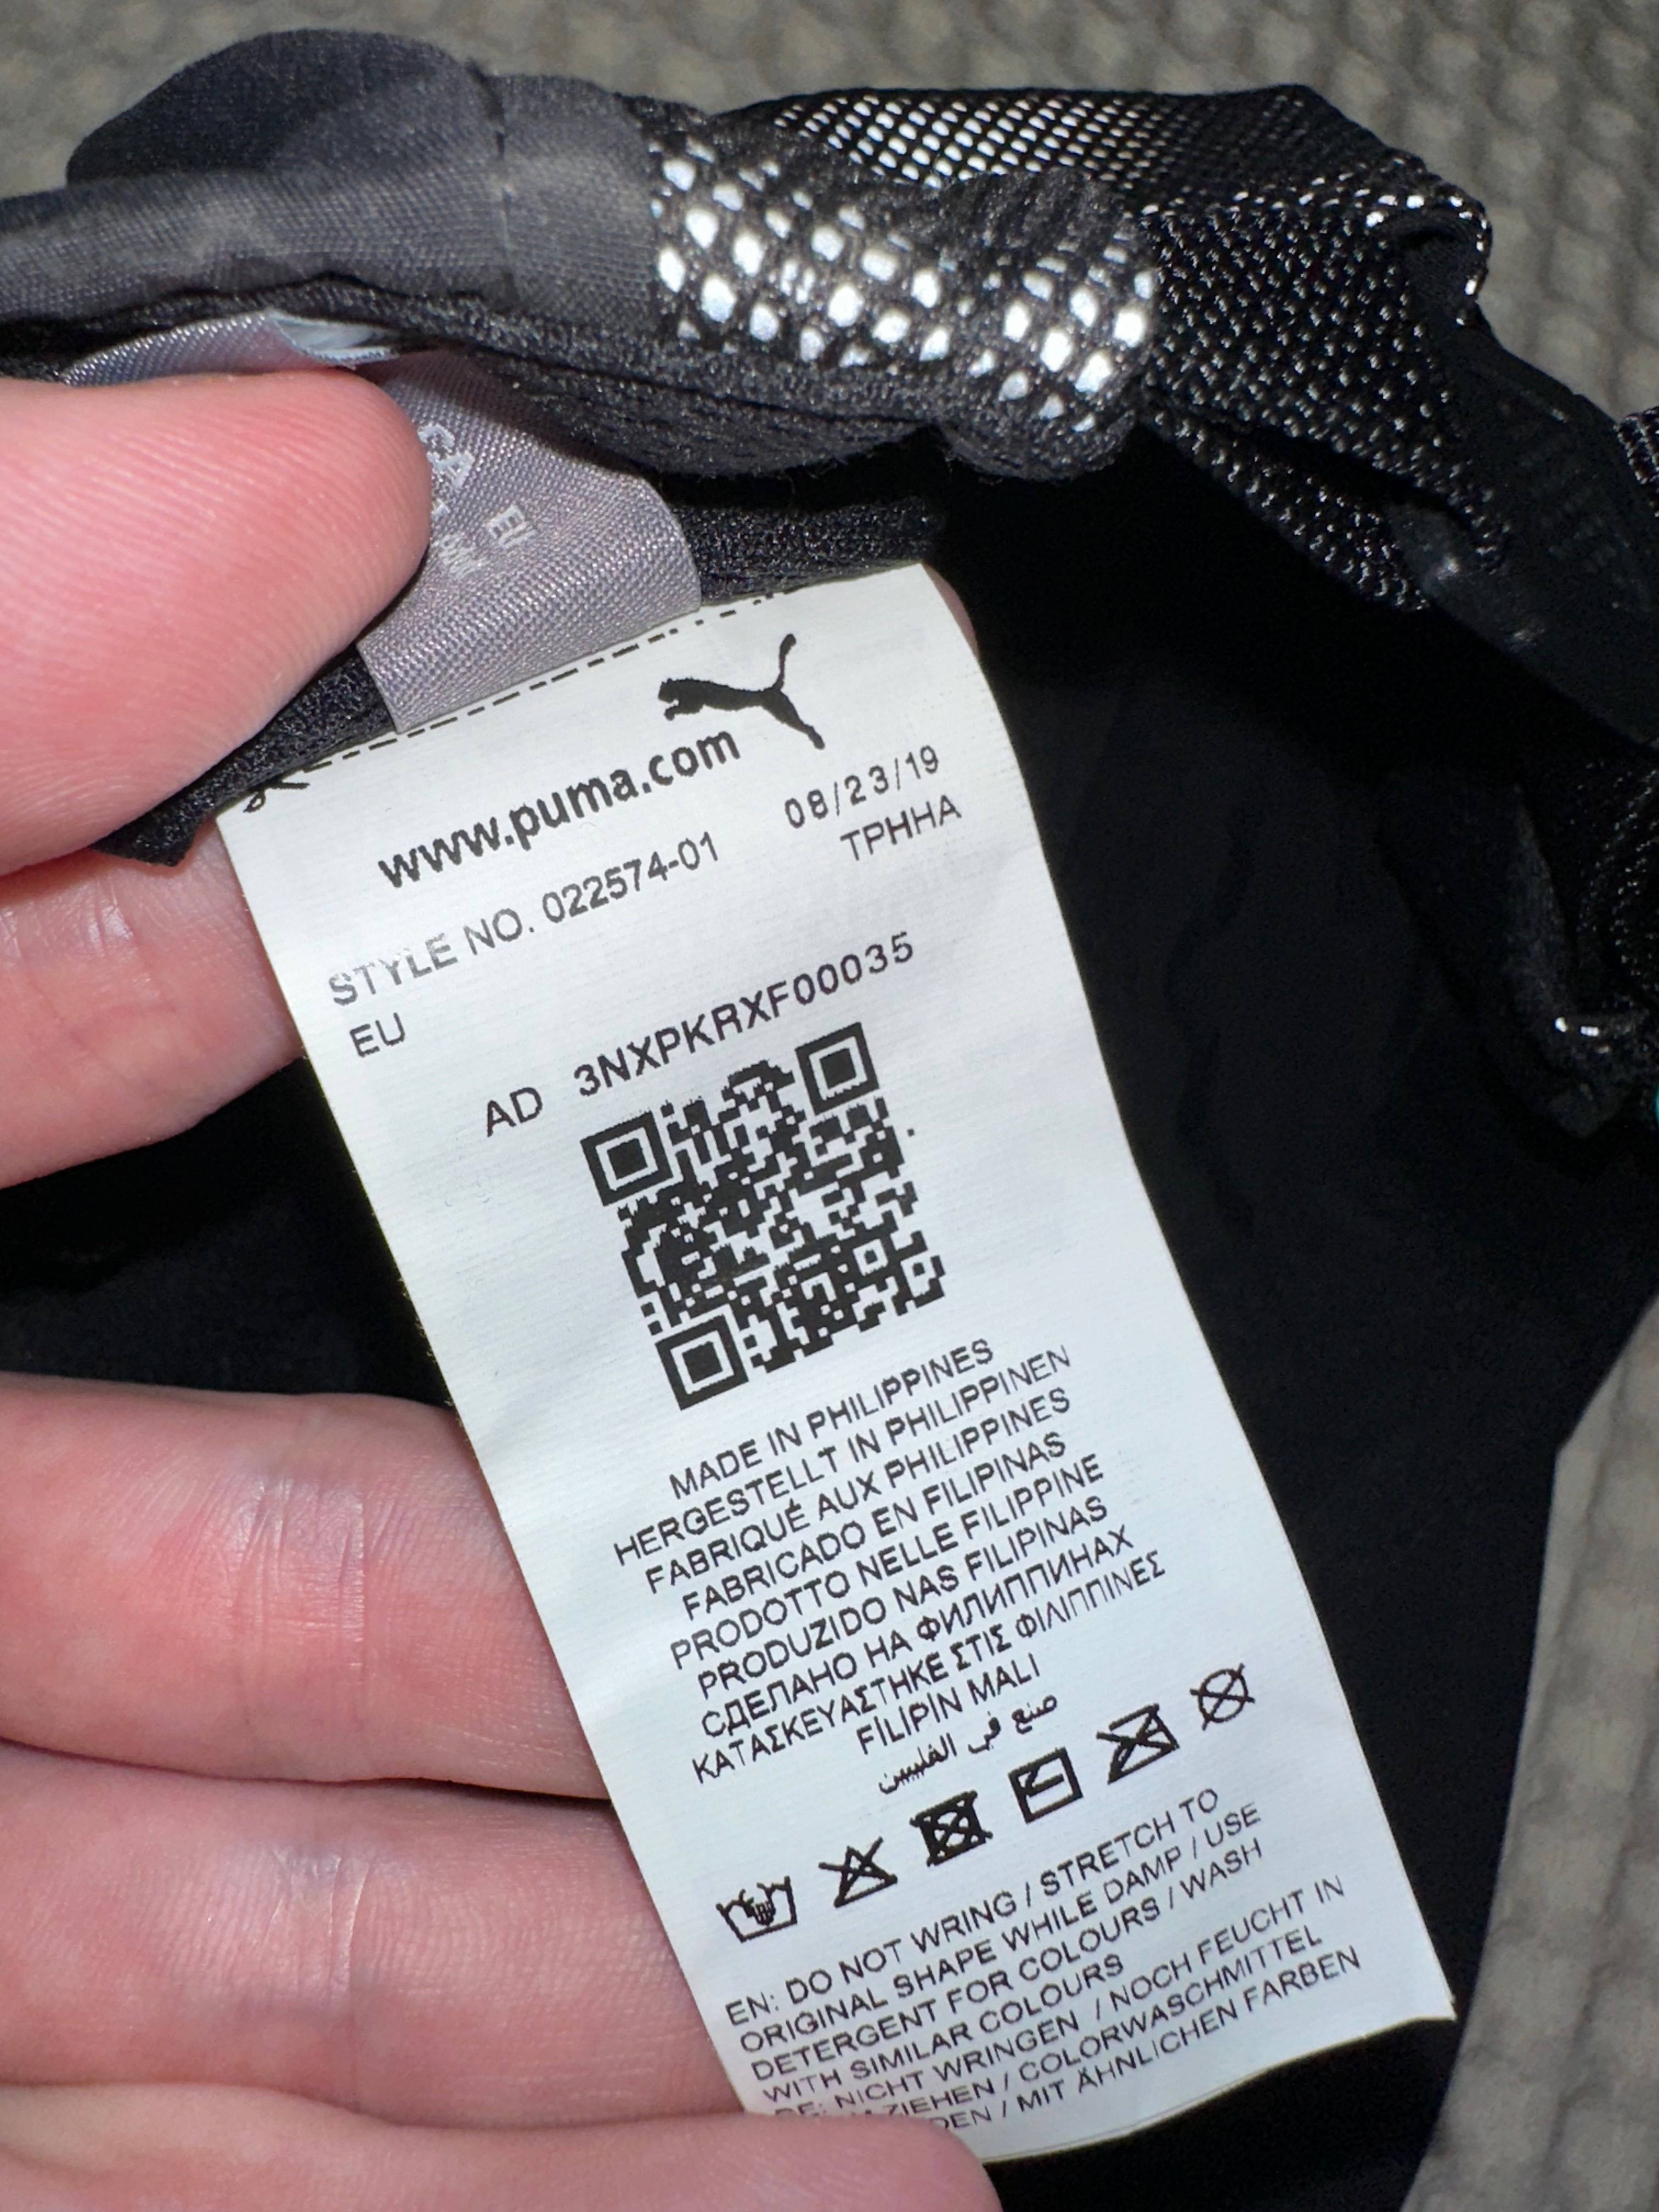 www.puma.com
08/23/19
STYLE NO. 022574-01 TPHHA
EU
AD 3NXPKRXF00035
MADE IN PHILIPPINES
HERGESTELLT IN PHILIPPINEN
FABRIQUÉ AUX PHILIPPINES
FABRICADO EN FILIPINAS
PRODOTTO NELLE FILIPPINE
PRODUZIDO NAS FILIPINAS
СДЕЛАНО НА ФИЛИППИНАХ
ΚΑΤΑΣΚΕΥΑΣΤΗΚΕ ΣΤΙΣ ΦΙΛΙΠΠΙΝΕΣ
FİLİPİN MALI
صنع في الفلبين
EN: DO NOT WRING / STRETCH TO
ORIGINAL SHAPE WHILE DAMP / USE
DETERGENT FOR COLOURS / WASH
WITH SIMILAR COLOURS
DE: NICHT WRINGEN / NOCH FEUCHT IN
ZIEHEN / COLORWASCHMITTEL
/ MIT ÄHNLICHEN FARBEN